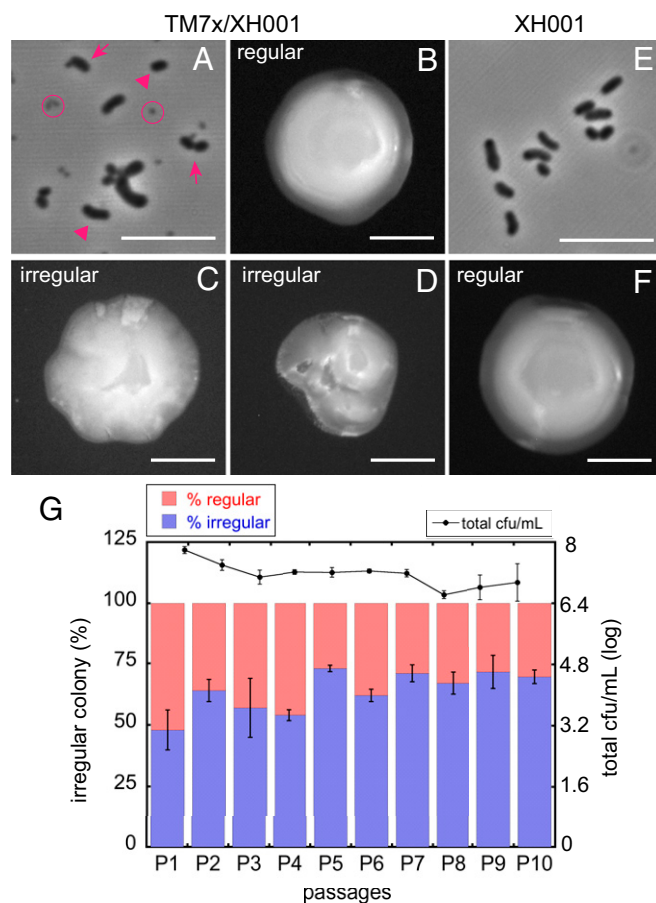 TM7x/XH001 XH001
A regular B E
irregular C irregular D regular F
G
% regular
% irregular
total cfu/mL
125
100
75
50
25
0
irregular colony (%)
8
6.4
4.8
3.2
1.6
0
total cfu/mL (log)
P1 P2 P3 P4 P5 P6 P7 P8 P9 P10
passages